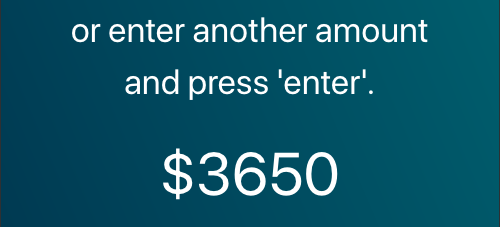 or enter another amount
and press 'enter'.
$3650